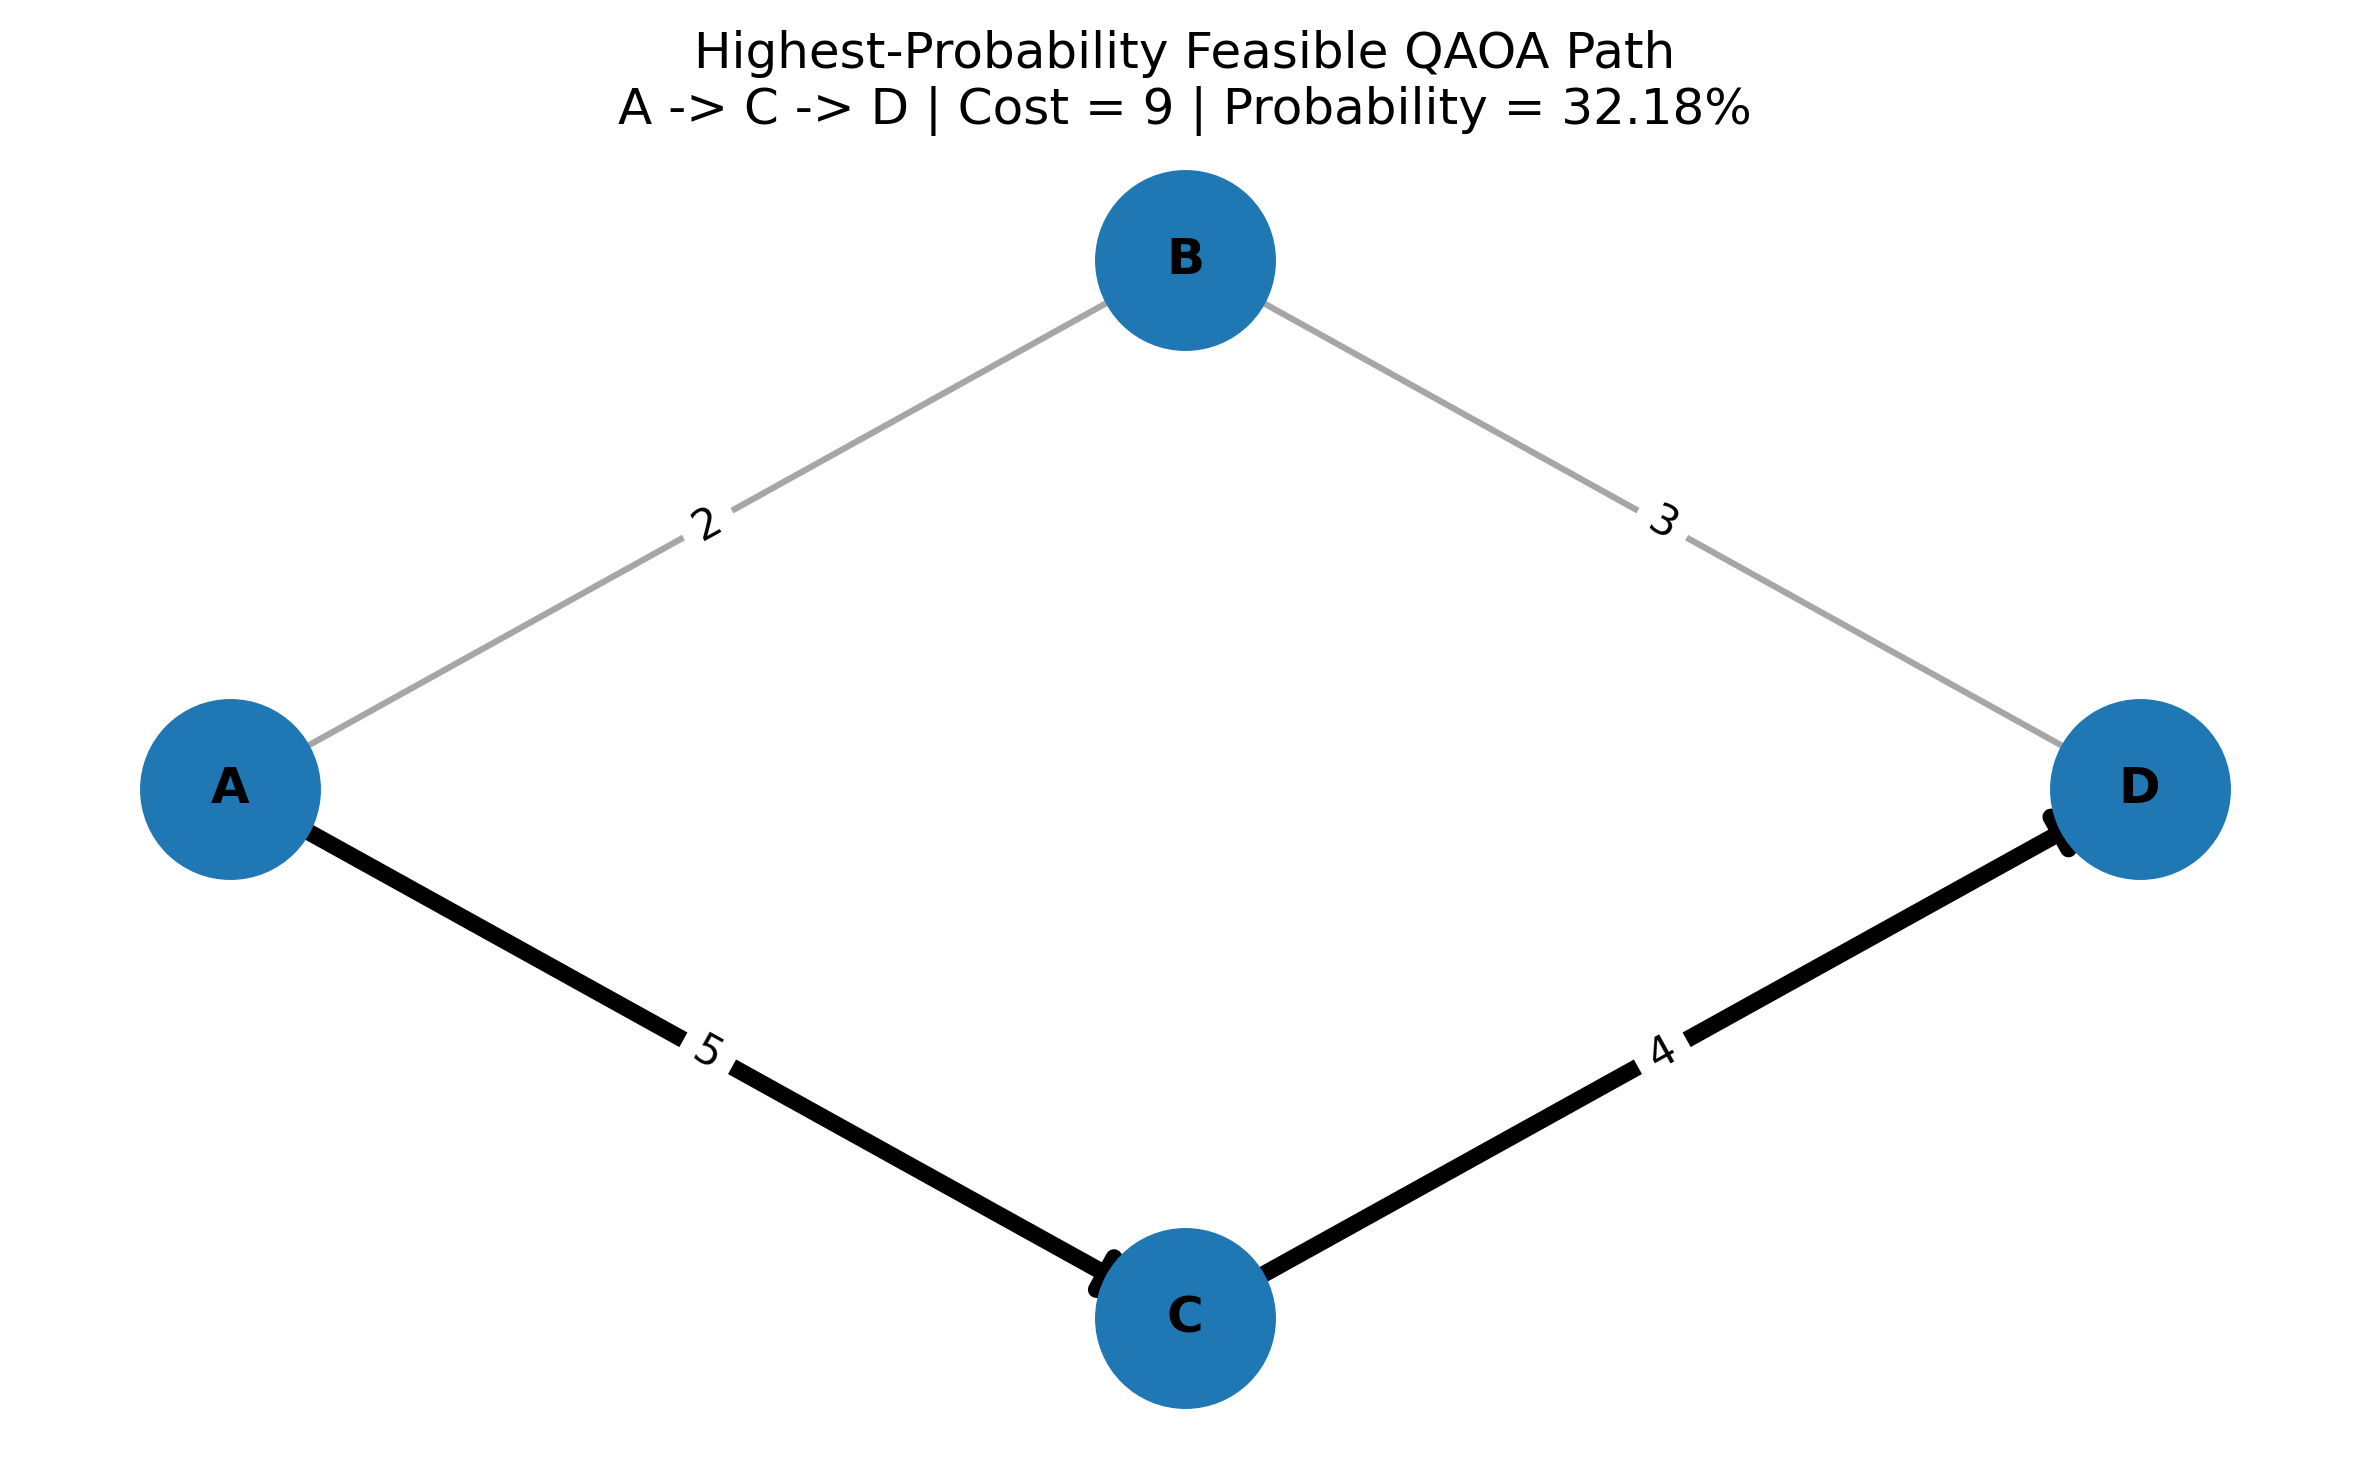 Highest-Probability Feasible QAOA Path
A -> C -> D | Cost = 9 | Probability = 32.18%
B
2
3
A
D
5
4
C